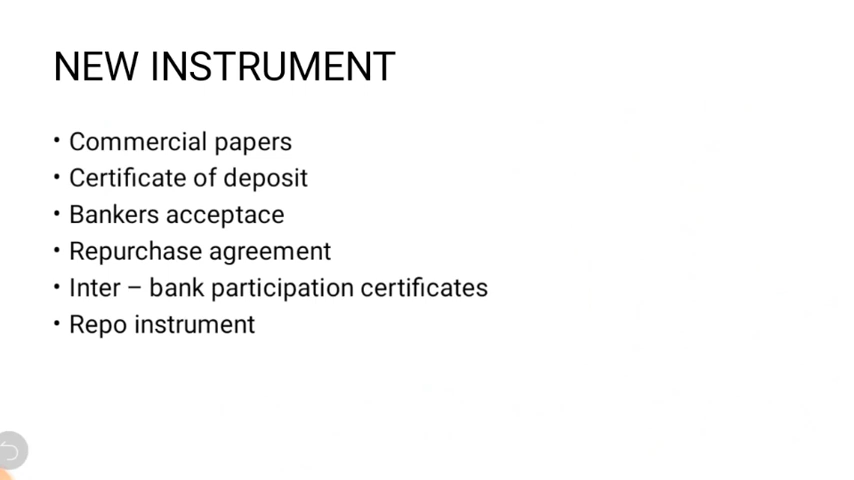 NEW INSTRUMENT
• Commercial papers
• Certificate of deposit
• Bankers acceptace
• Repurchase agreement
• Inter – bank participation certificates
• Repo instrument